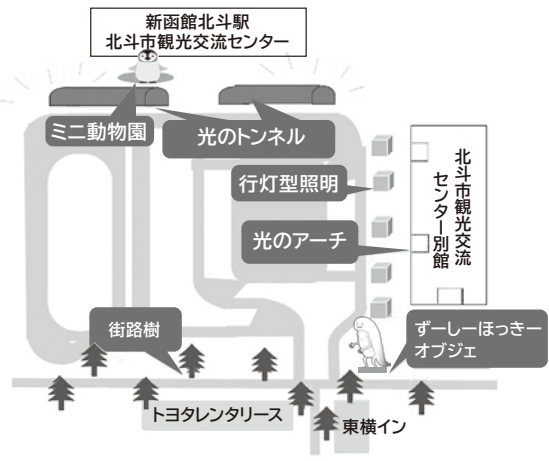 新函館北斗駅
北斗市観光交流センター
ミニ動物園
光のトンネル
行灯型照明
北斗市観光交流
センター別館
光のアーチ
街路樹
ずーしーほっきー
オブジェ
トヨタレンタリース
東横イン